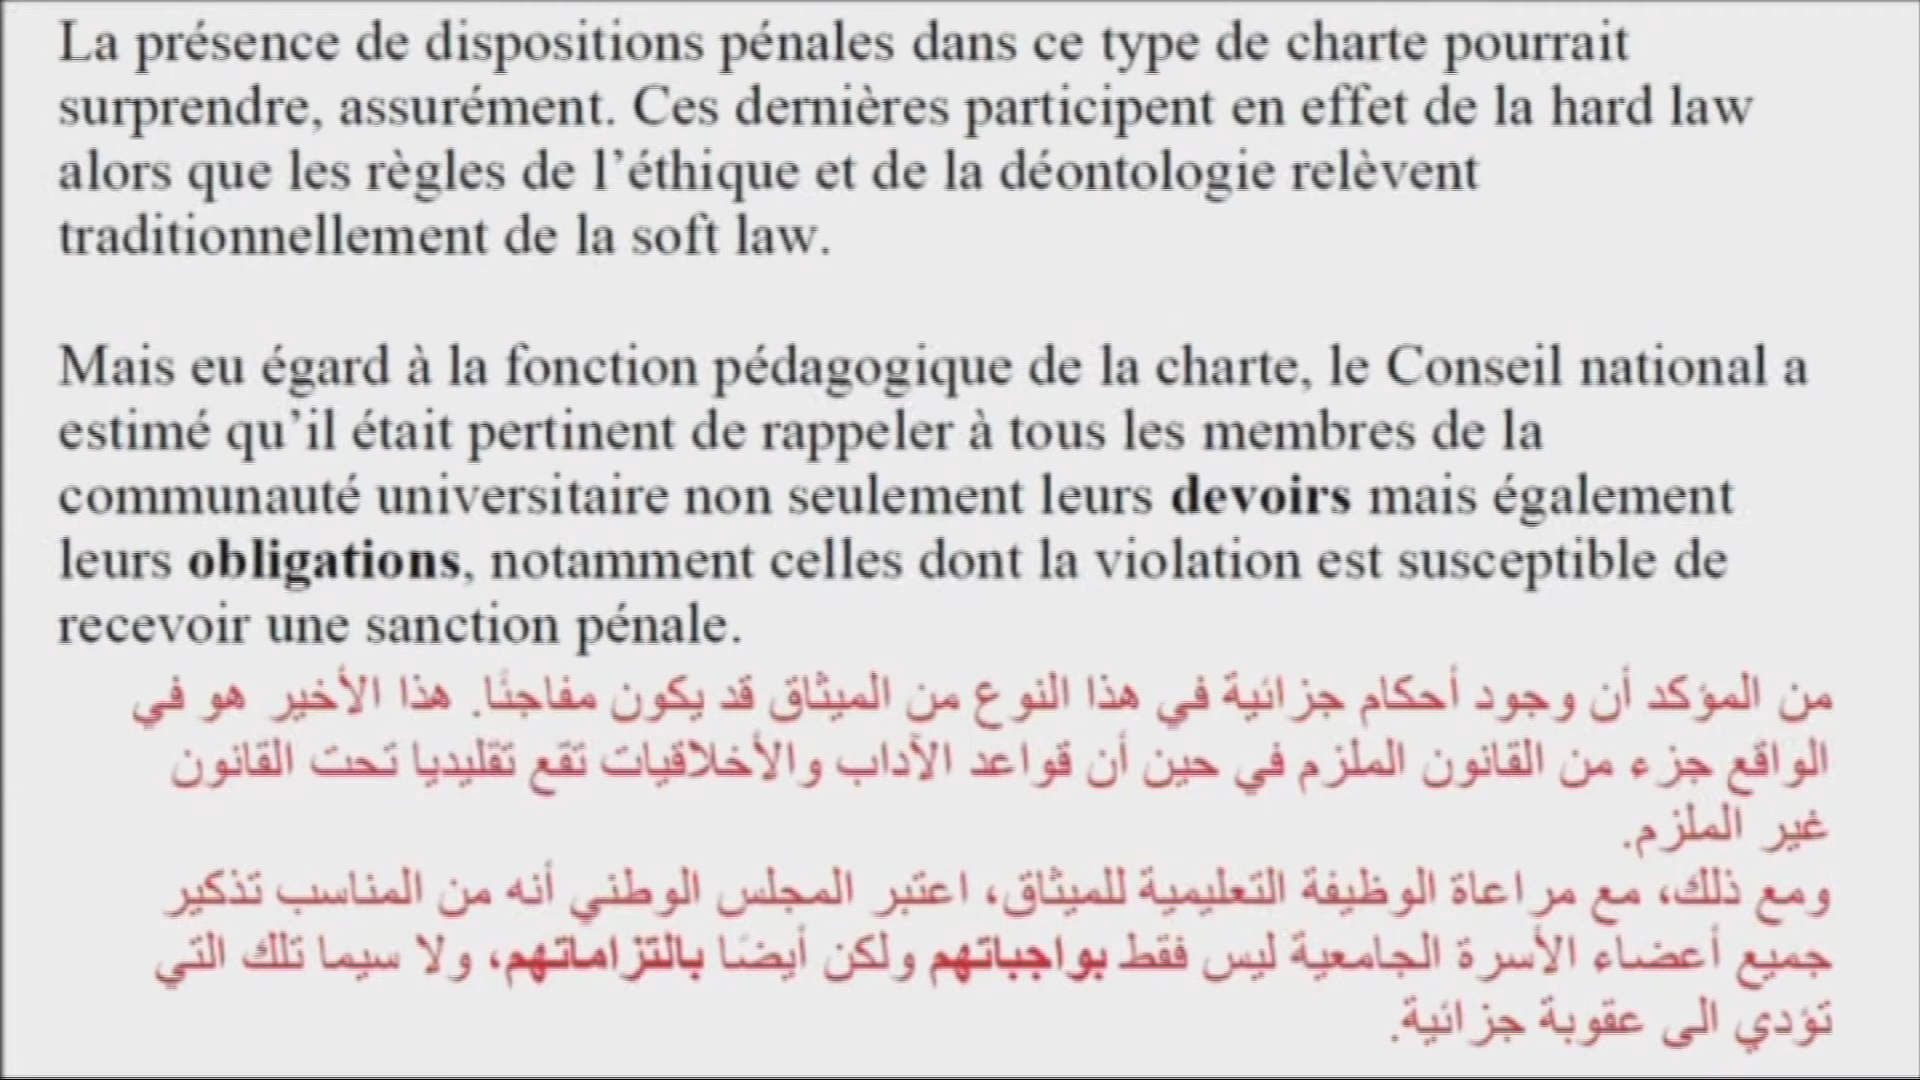 La présence de dispositions pénales dans ce type de charte pourrait
surprendre, assurément. Ces dernières participent en effet de la hard law
alors que les règles de l’éthique et de la déontologie relèvent
traditionnellement de la soft law.
Mais eu égard à la fonction pédagogique de la charte, le Conseil national a
estimé qu’il était pertinent de rappeler à tous les membres de la
communauté universitaire non seulement leurs devoirs mais également
leurs obligations, notamment celles dont la violation est susceptible de
recevoir une sanction pénale.
من المؤكد أن وجود أحكام جزائية في هذا النوع من الميثاق قد يكون مفاجئًا. هذا الأخير هو في
الواقع جزء من القانون الملزم في حين أن قواعد الآداب والأخلاقيات تقع تقليديا تحت القانون
غير الملزم.
ومع ذلك، مع مراعاة الوظيفة التعليمية للميثاق، اعتبر المجلس الوطني أنه من المناسب تذكير
جميع أعضاء الأسرة الجامعية ليس فقط بواجباتهم ولكن أيضًا بالتزاماتهم، ولا سيما تلك التي
تؤدي الى عقوبة جزائية.